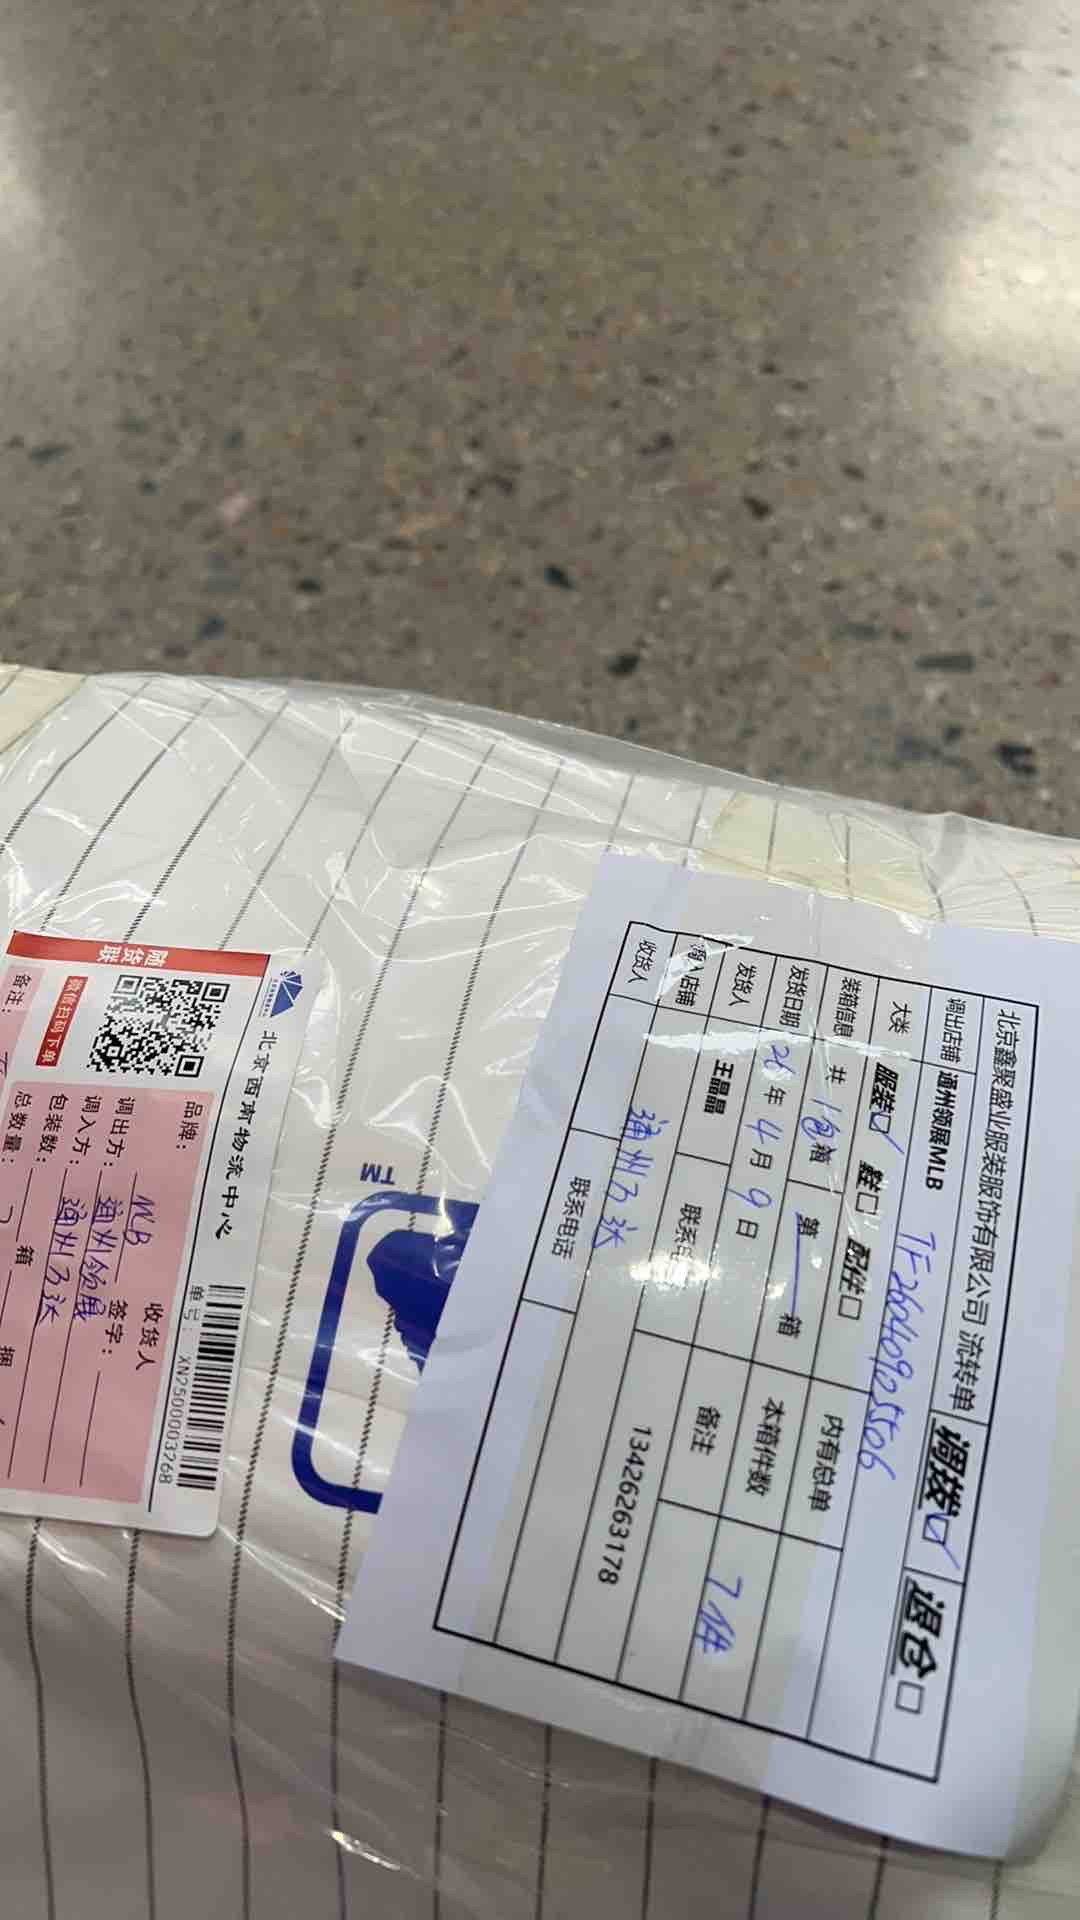 北京鑫聚盛业服装服饰有限公司 流转单 调拨☑ 退仓□
调出店铺 通州领展MLB TF26040905506
大类 服装☑ 鞋□ 配件□
装箱信息 共 1包 箱 第 箱 内有总单
发货日期 26年4月9日 本箱件数 7件
发货人 王晶晶 联系电 备注
13426263178
调入店铺 通州万达
收货人 联系电话
TM
北京西南物流中心
单号: XN2500003268
随货联
微信扫码下单
品牌: MLB 收货人
调出方: 通州领展 签字:
调入方: 通州万达
包装数: 箱 捆
总数量:
备注: